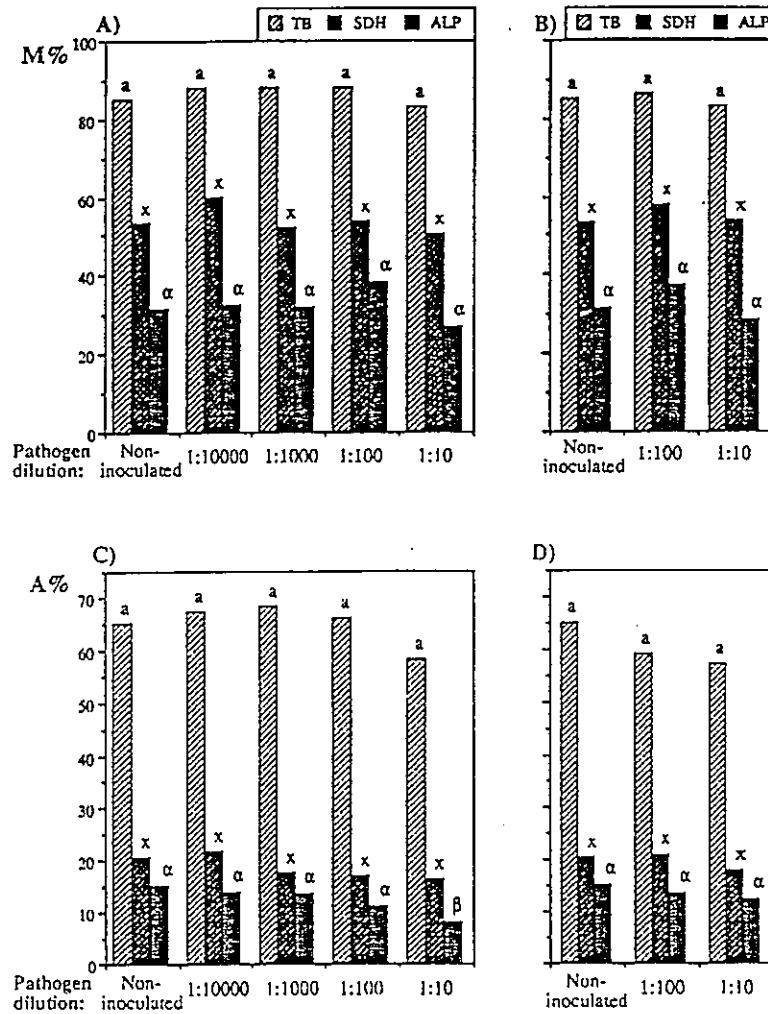 A)
TB SDH ALP
M%
100
80
60
40
20
0
a a a a a
x x x x x
α α α α α
Pathogen dilution: Non-inoculated 1:10000 1:1000 1:100 1:10
B)
TB SDH ALP
a a a
x x x
α α α
Non-inoculated 1:100 1:10
C)
A%
70
60
50
40
30
20
10
0
a a a a a
x x x x x
α α α α β
Pathogen dilution: Non-inoculated 1:10000 1:1000 1:100 1:10
D)
a a a
x x x
α α α
Non-inoculated 1:100 1:10